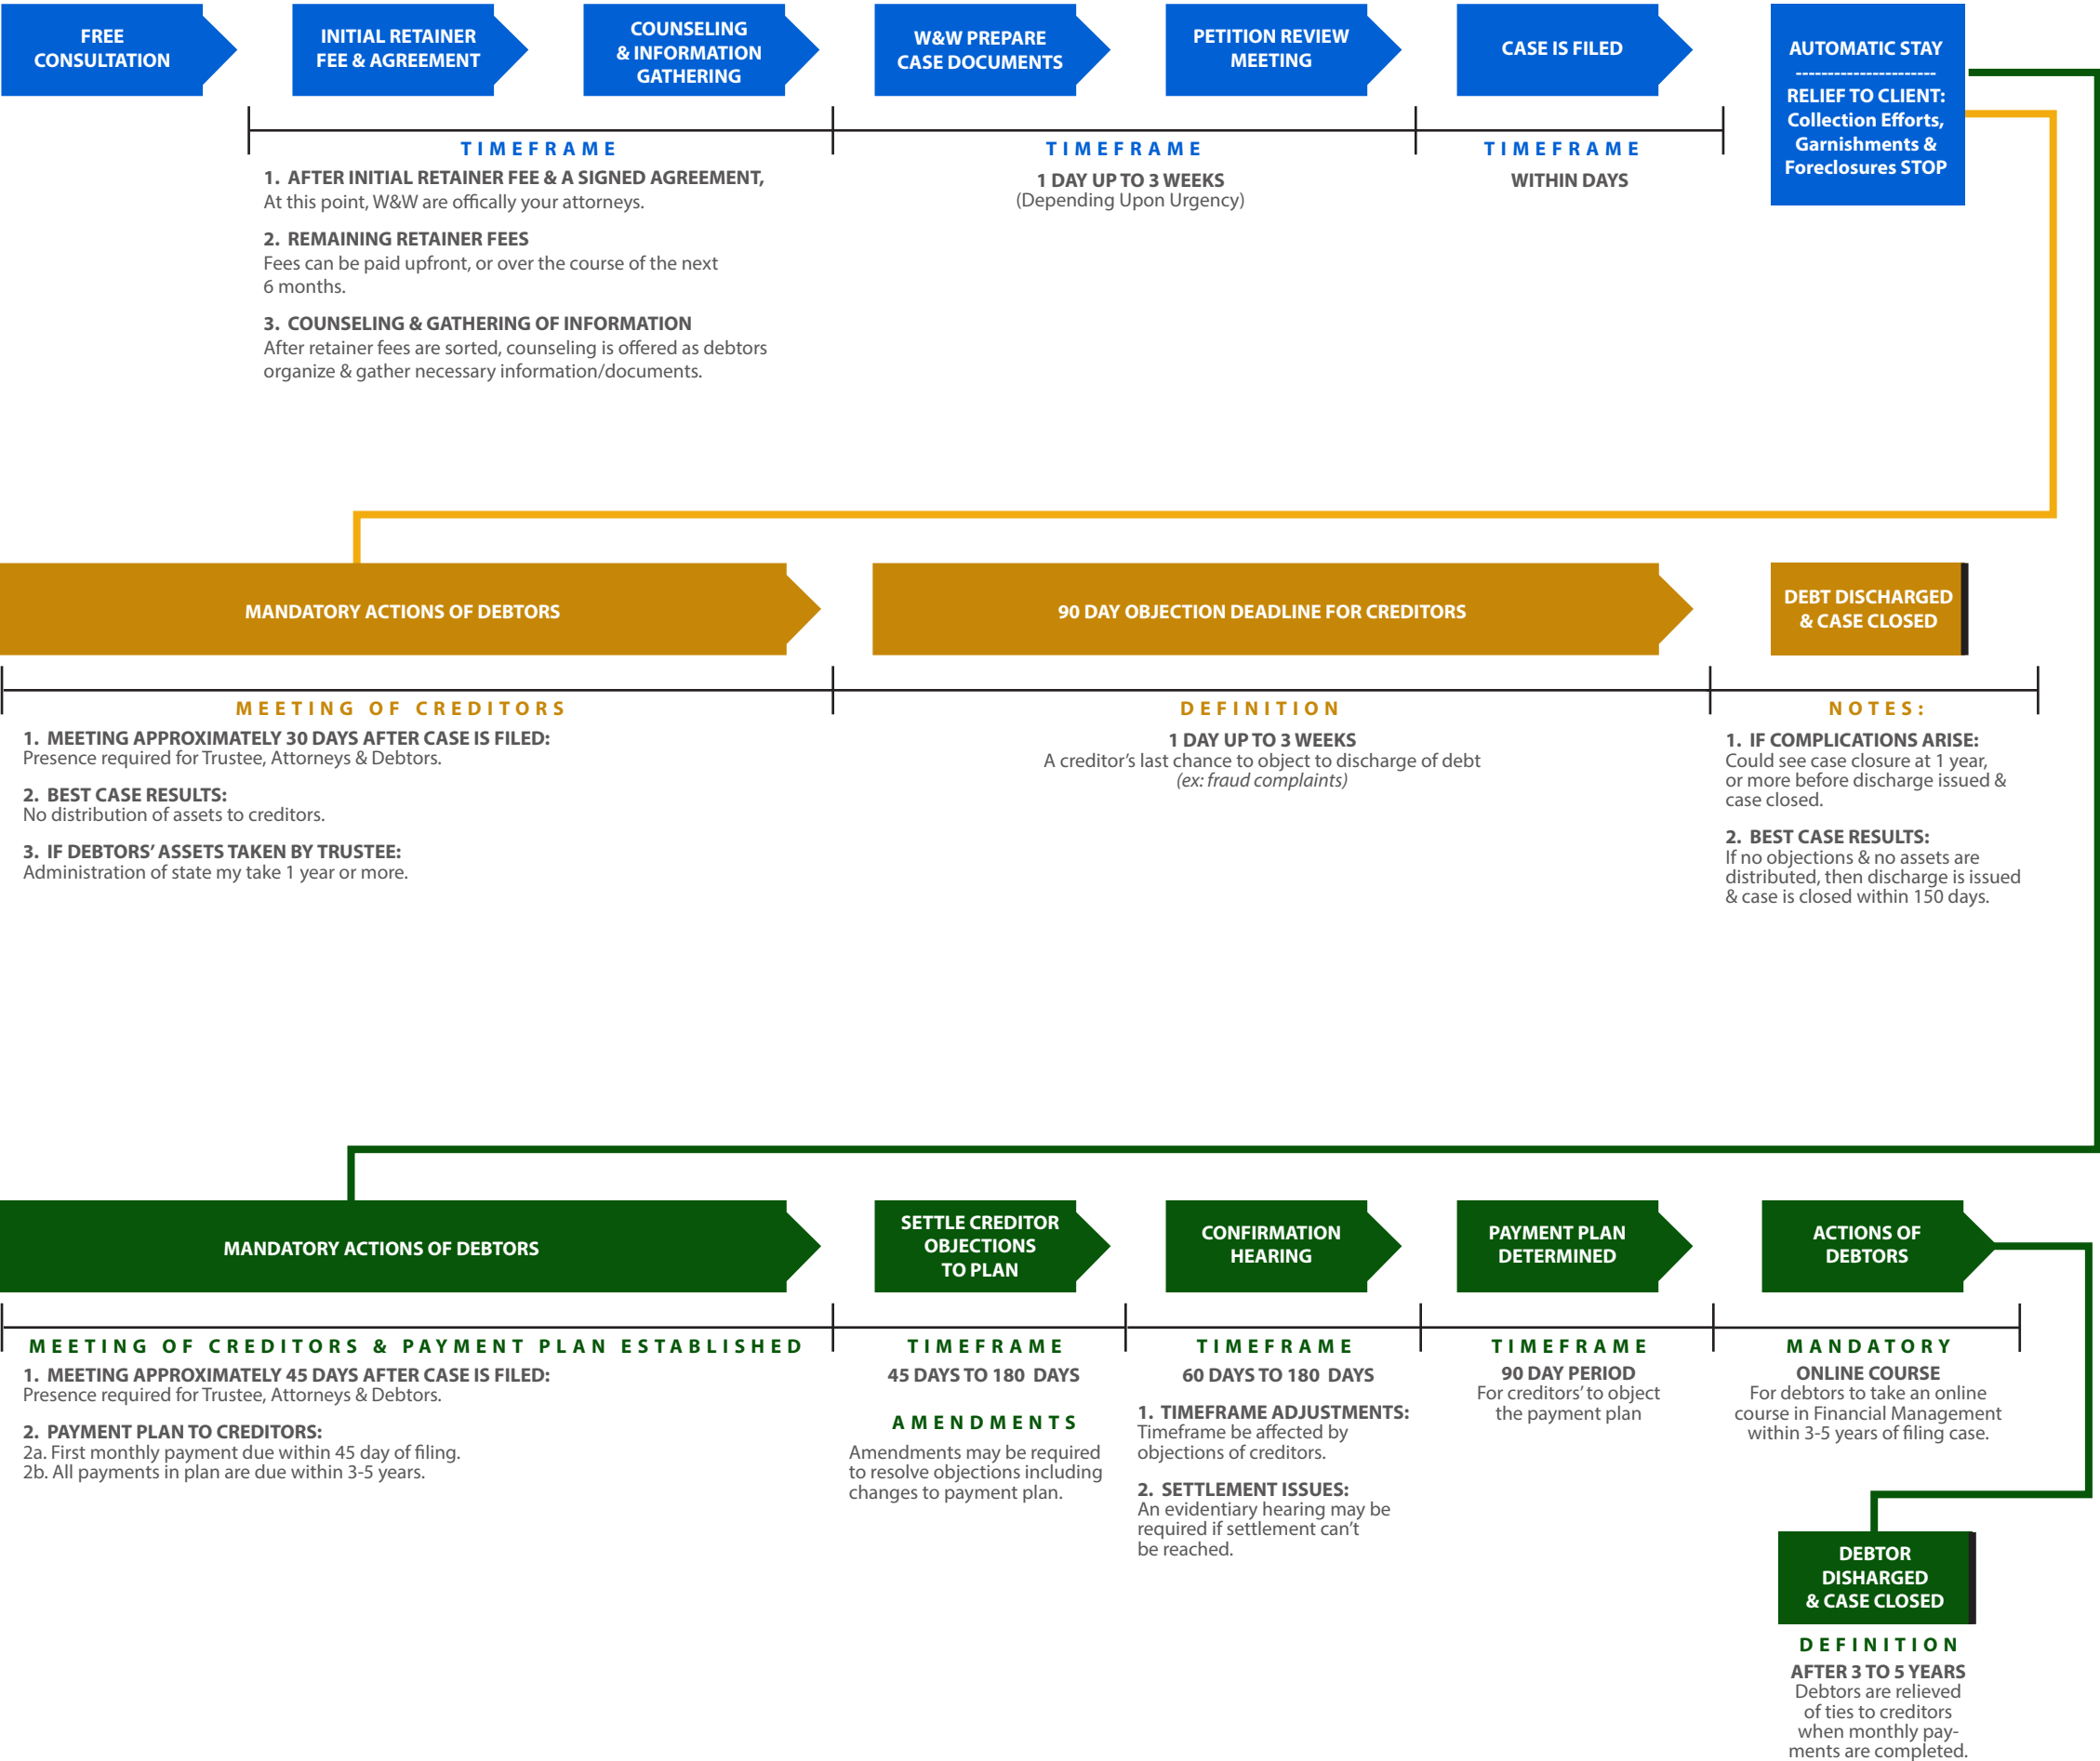 FREE
CONSULTATION
INITIAL RETAINER
FEE & AGREEMENT
COUNSELING
& INFORMATION
GATHERING
W&W PREPARE
CASE DOCUMENTS
PETITION REVIEW
MEETING
CASE IS FILED
AUTOMATIC STAY
----------------------
RELIEF TO CLIENT:
Collection Efforts,
Garnishments &
Foreclosures STOP
TIMEFRAME
1. AFTER INITIAL RETAINER FEE & A SIGNED AGREEMENT,
At this point, W&W are offically your attorneys.
2. REMAINING RETAINER FEES
Fees can be paid upfront, or over the course of the next
6 months.
3. COUNSELING & GATHERING OF INFORMATION
After retainer fees are sorted, counseling is offered as debtors
organize & gather necessary information/documents.
TIMEFRAME
1 DAY UP TO 3 WEEKS
(Depending Upon Urgency)
TIMEFRAME
WITHIN DAYS
MANDATORY ACTIONS OF DEBTORS
90 DAY OBJECTION DEADLINE FOR CREDITORS
DEBT DISCHARGED
& CASE CLOSED
MEETING OF CREDITORS
1. MEETING APPROXIMATELY 30 DAYS AFTER CASE IS FILED:
Presence required for Trustee, Attorneys & Debtors.
2. BEST CASE RESULTS:
No distribution of assets to creditors.
3. IF DEBTORS' ASSETS TAKEN BY TRUSTEE:
Administration of state my take 1 year or more.
DEFINITION
1 DAY UP TO 3 WEEKS
A creditor's last chance to object to discharge of debt
(ex: fraud complaints)
NOTES:
1. IF COMPLICATIONS ARISE:
Could see case closure at 1 year,
or more before discharge issued &
case closed.
2. BEST CASE RESULTS:
If no objections & no assets are
distributed, then discharge is issued
& case is closed within 150 days.
MANDATORY ACTIONS OF DEBTORS
SETTLE CREDITOR
OBJECTIONS
TO PLAN
CONFIRMATION
HEARING
PAYMENT PLAN
DETERMINED
ACTIONS OF
DEBTORS
MEETING OF CREDITORS & PAYMENT PLAN ESTABLISHED
1. MEETING APPROXIMATELY 45 DAYS AFTER CASE IS FILED:
Presence required for Trustee, Attorneys & Debtors.
2. PAYMENT PLAN TO CREDITORS:
2a. First monthly payment due within 45 day of filing.
2b. All payments in plan are due within 3-5 years.
TIMEFRAME
45 DAYS TO 180 DAYS
AMENDMENTS
Amendments may be required
to resolve objections including
changes to payment plan.
TIMEFRAME
60 DAYS TO 180 DAYS
1. TIMEFRAME ADJUSTMENTS:
Timeframe be affected by
objections of creditors.
2. SETTLEMENT ISSUES:
An evidentiary hearing may be
required if settlement can't
be reached.
TIMEFRAME
90 DAY PERIOD
For creditors' to object
the payment plan
MANDATORY
ONLINE COURSE
For debtors to take an online
course in Financial Management
within 3-5 years of filing case.
DEBTOR
DISHARGED
& CASE CLOSED
DEFINITION
AFTER 3 TO 5 YEARS
Debtors are relieved
of ties to creditors
when monthly pay-
ments are completed.